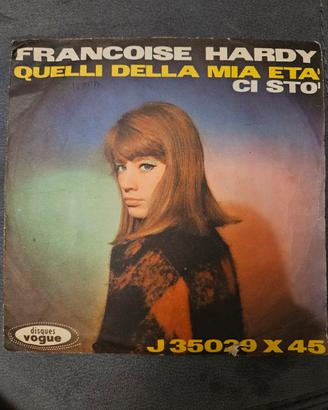 FRANCOISE HARDY
QUELLI DELLA MIA ETA'
CI STO'
disques
vogue
J 35029 X 45